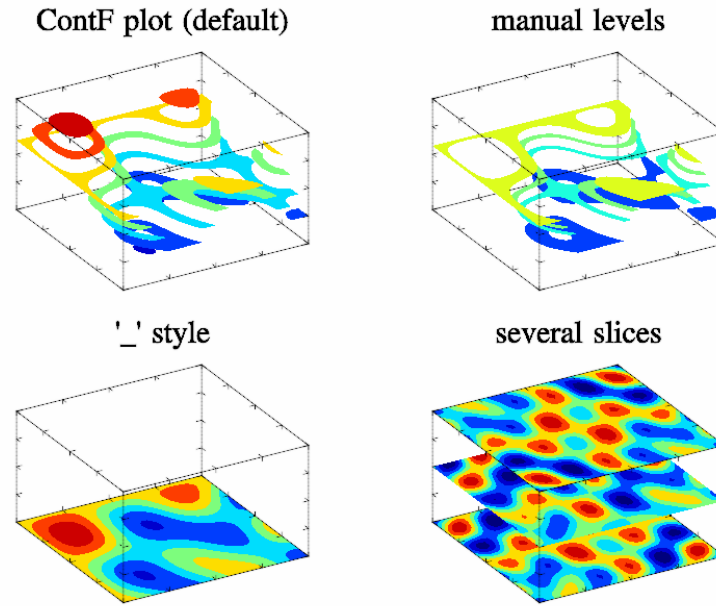 ContF plot (default)
manual levels
'_' style
several slices